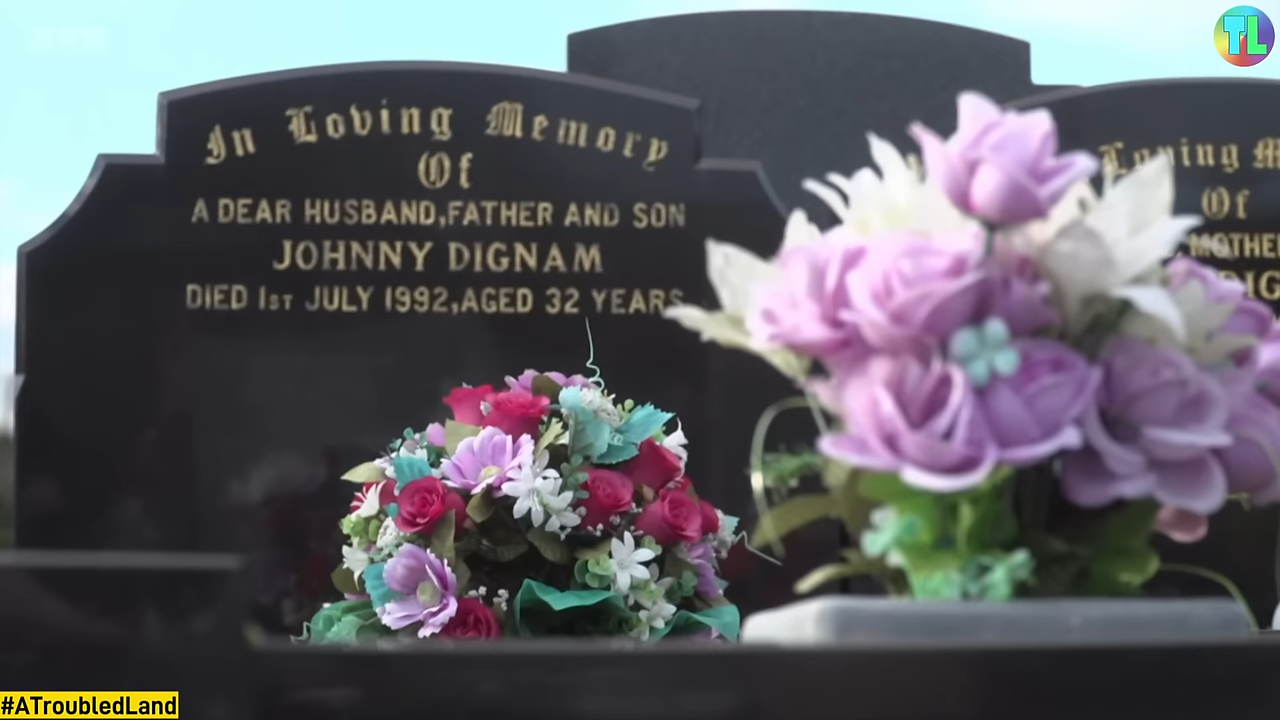 In Loving Memory
Of
A DEAR HUSBAND, FATHER AND SON
JOHNNY DIGNAM
DIED 1ST JULY 1992, AGED 32 YEARS
Loving
Of
MOTHER
TL
#ATroubledLand